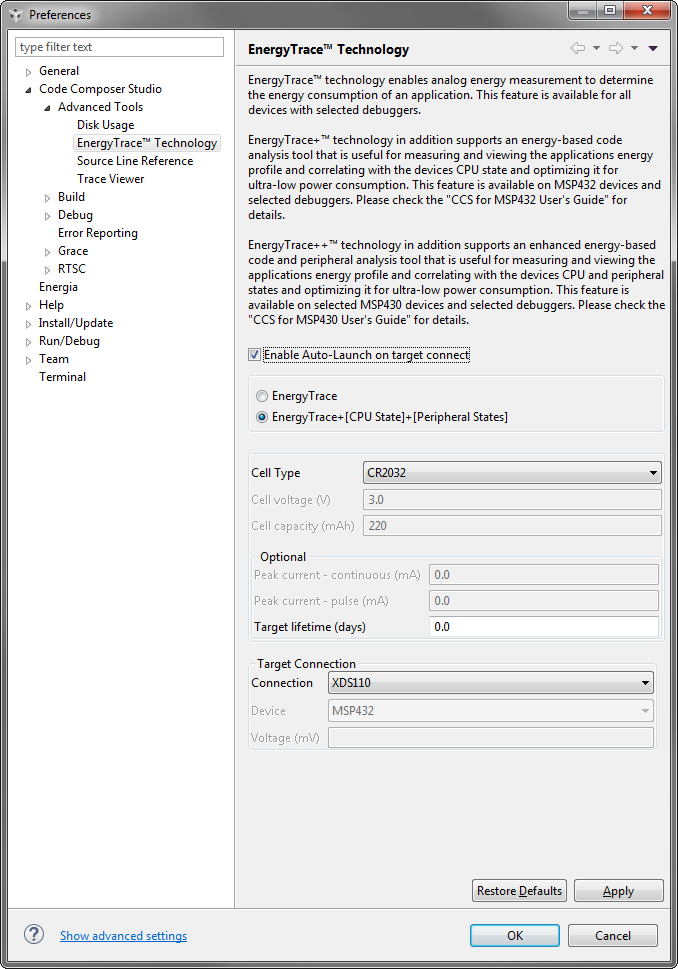 Preferences
type filter text
General
Code Composer Studio
Advanced Tools
Disk Usage
EnergyTrace™ Technology
Source Line Reference
Trace Viewer
Build
Debug
Error Reporting
Grace
RTSC
Energia
Help
Install/Update
Run/Debug
Team
Terminal
EnergyTrace™ Technology
EnergyTrace™ technology enables analog energy measurement to determine
the energy consumption of an application. This feature is available for all
devices with selected debuggers.
EnergyTrace+™ technology in addition supports an energy-based code
analysis tool that is useful for measuring and viewing the applications energy
profile and correlating with the devices CPU state and optimizing it for
ultra-low power consumption. This feature is available on MSP432 devices and
selected debuggers. Please check the "CCS for MSP432 User's Guide" for
details.
EnergyTrace++™ technology in addition supports an enhanced energy-based
code and peripheral analysis tool that is useful for measuring and viewing the
applications energy profile and correlating with the devices CPU and peripheral
states and optimizing it for ultra-low power consumption. This feature is
available on selected MSP430 devices and selected debuggers. Please check the
"CCS for MSP430 User's Guide" for details.
Enable Auto-Launch on target connect
EnergyTrace
EnergyTrace+[CPU State]+[Peripheral States]
Cell Type CR2032
Cell voltage (V) 3.0
Cell capacity (mAh) 220
Optional
Peak current - continuous (mA) 0.0
Peak current - pulse (mA) 0.0
Target lifetime (days) 0.0
Target Connection
Connection XDS110
Device MSP432
Voltage (mV)
Restore Defaults Apply
? Show advanced settings OK Cancel